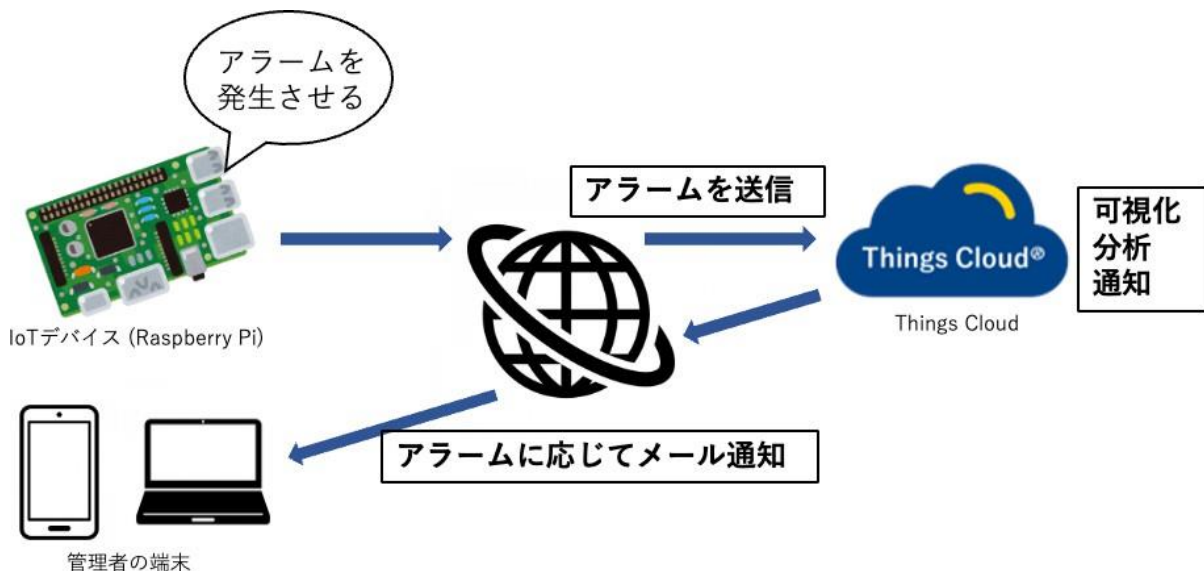 アラームを
発生させる
アラームを送信
可視化
分析
通知
Things Cloud®
IoTデバイス (Raspberry Pi)
Things Cloud
アラームに応じてメール通知
管理者の端末